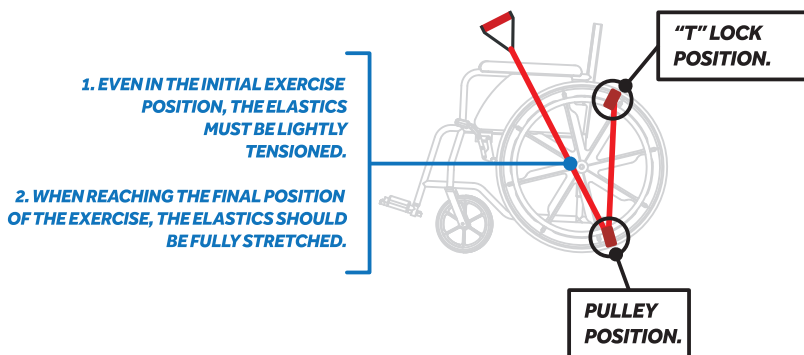 1. EVEN IN THE INITIAL EXERCISE
POSITION, THE ELASTICS
MUST BE LIGHTLY
TENSIONED.
2. WHEN REACHING THE FINAL POSITION
OF THE EXERCISE, THE ELASTICS SHOULD
BE FULLY STRETCHED.
“T” LOCK
POSITION.
PULLEY
POSITION.